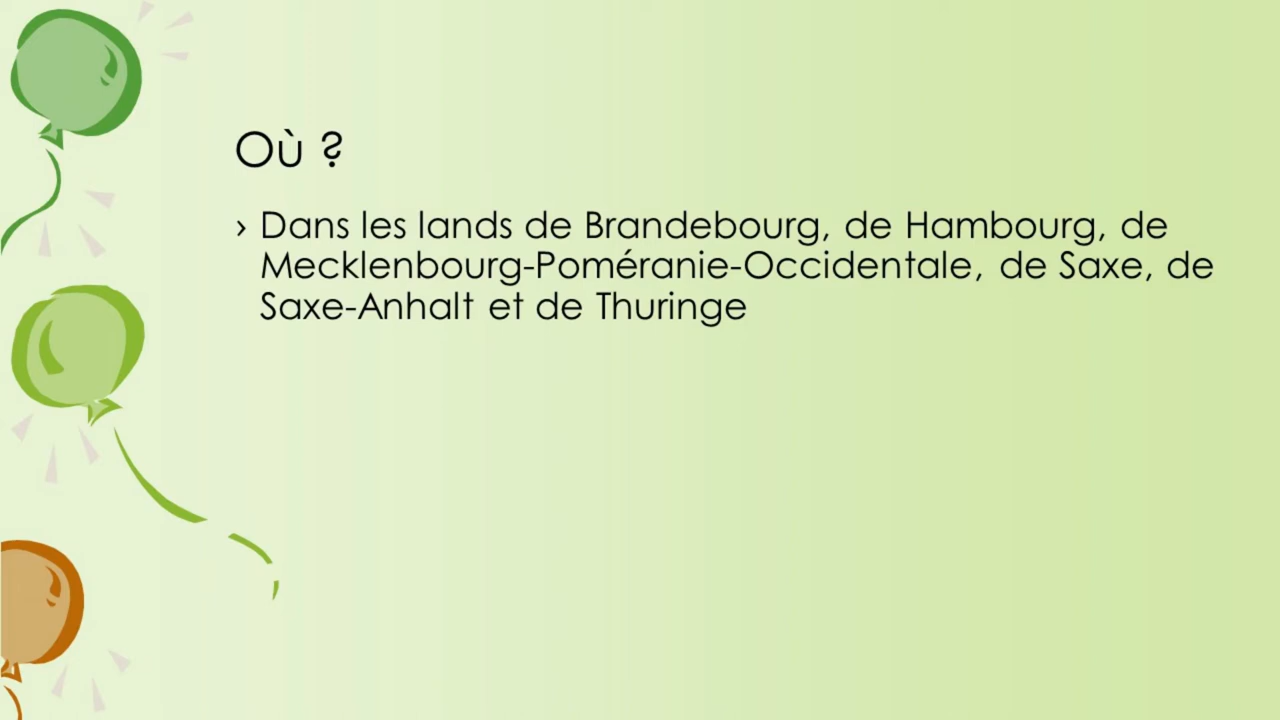 Où ?
› Dans les lands de Brandebourg, de Hambourg, de
Mecklenbourg-Poméranie-Occidentale, de Saxe, de
Saxe-Anhalt et de Thuringe